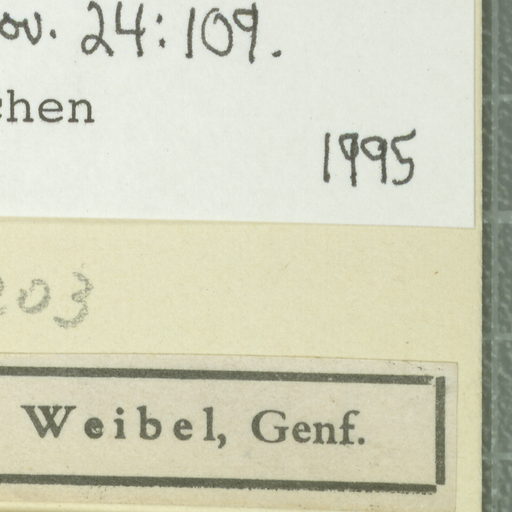 ov. 24:109.
chen
1995
203
Weibel, Genf.